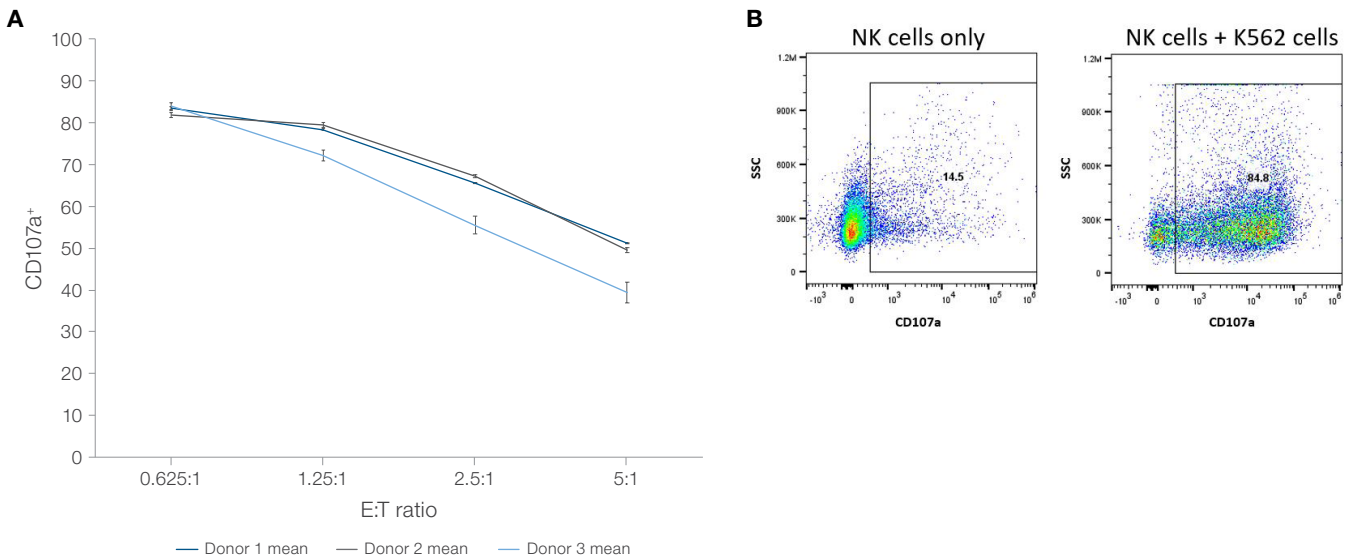 A
CD107a⁺
100
90
80
70
60
50
40
30
20
10
0
0.625:1 1.25:1 2.5:1 5:1
E:T ratio
Donor 1 mean Donor 2 mean Donor 3 mean
B
NK cells only
SSC
1.2M
900K
600K
300K
0
14.5
-10³ 0 10³ 10⁴ 10⁵ 10⁶
CD107a
NK cells + K562 cells
SSC
1.2M
900K
600K
300K
0
84.8
-10³ 0 10³ 10⁴ 10⁵ 10⁶
CD107a